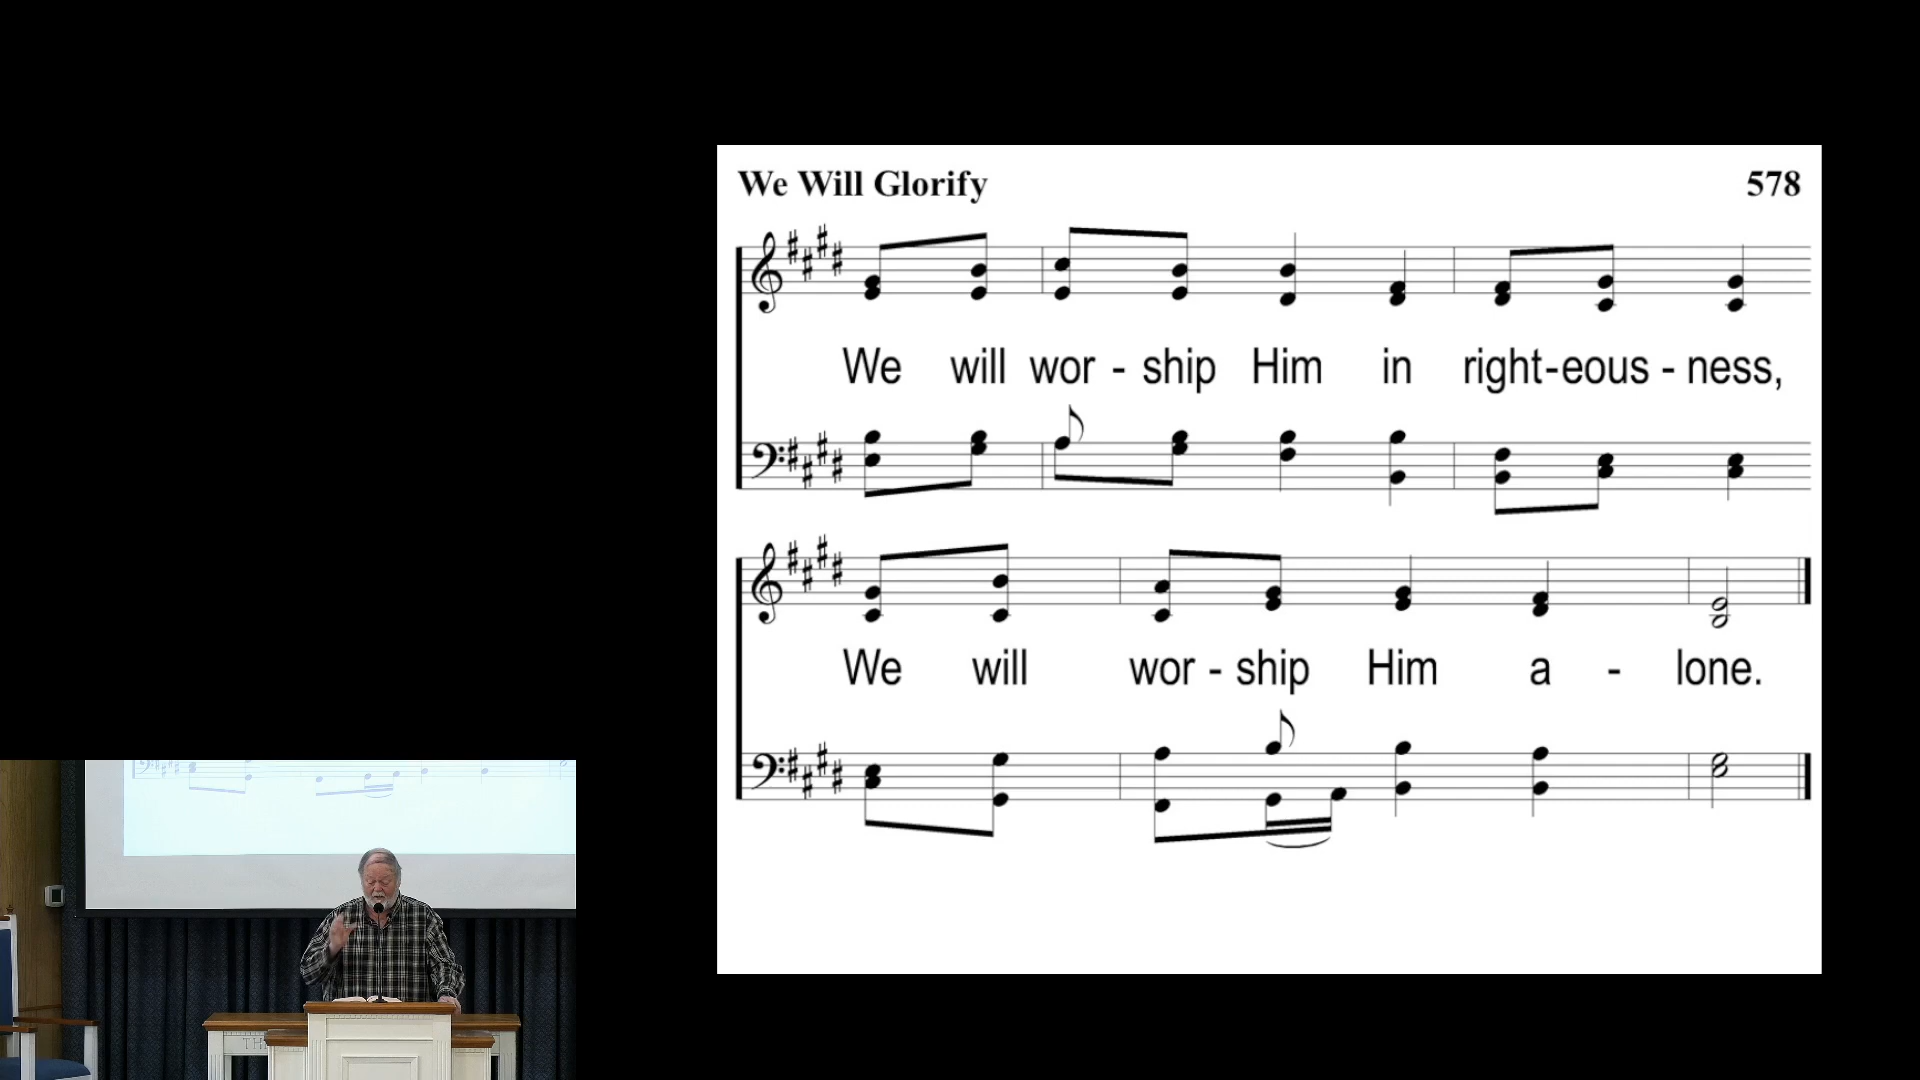 We Will Glorify 578
We will wor - ship Him in right-eous - ness,
We will wor - ship Him a - lone.
TH